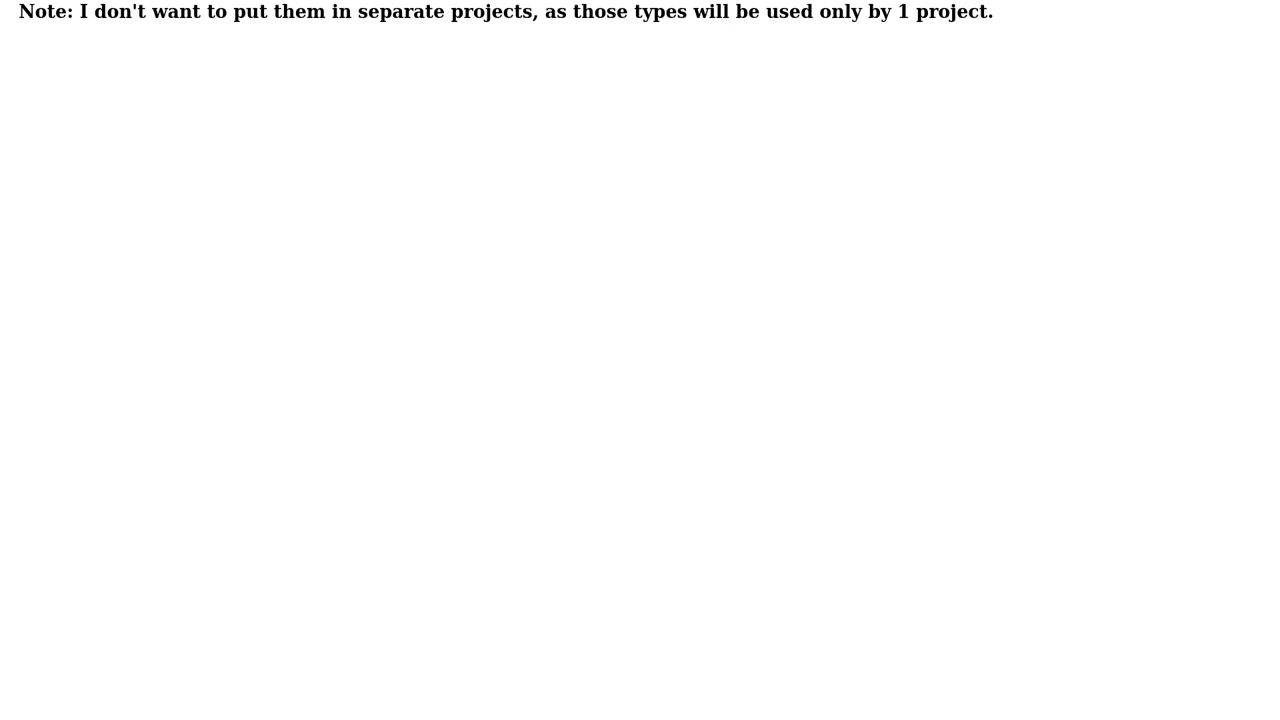 Note: I don't want to put them in separate projects, as those types will be used only by 1 project.